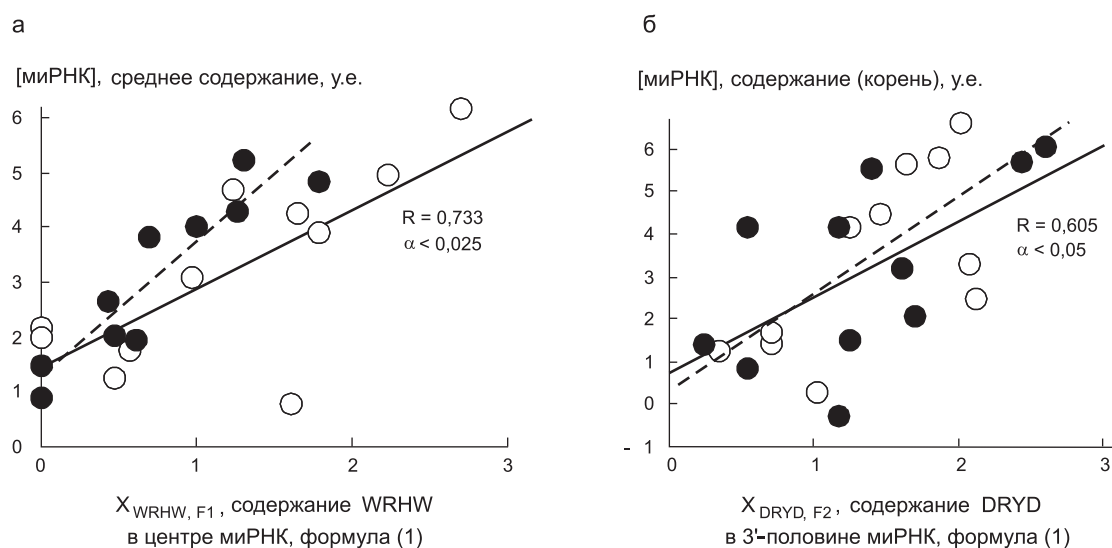 а
[миРНК], среднее содержание, у.е.
6
5
4
3
2
1
0
0 1 2 3
R = 0,733
α < 0,025
X WRHW, F1, содержание WRHW
в центре миРНК, формула (1)
б
[миРНК], содержание (корень), у.е.
6
5
4
3
2
1
0
- 1
0 1 2 3
R = 0,605
α < 0,05
X DRYD, F2, содержание DRYD
в 3'-половине миРНК, формула (1)